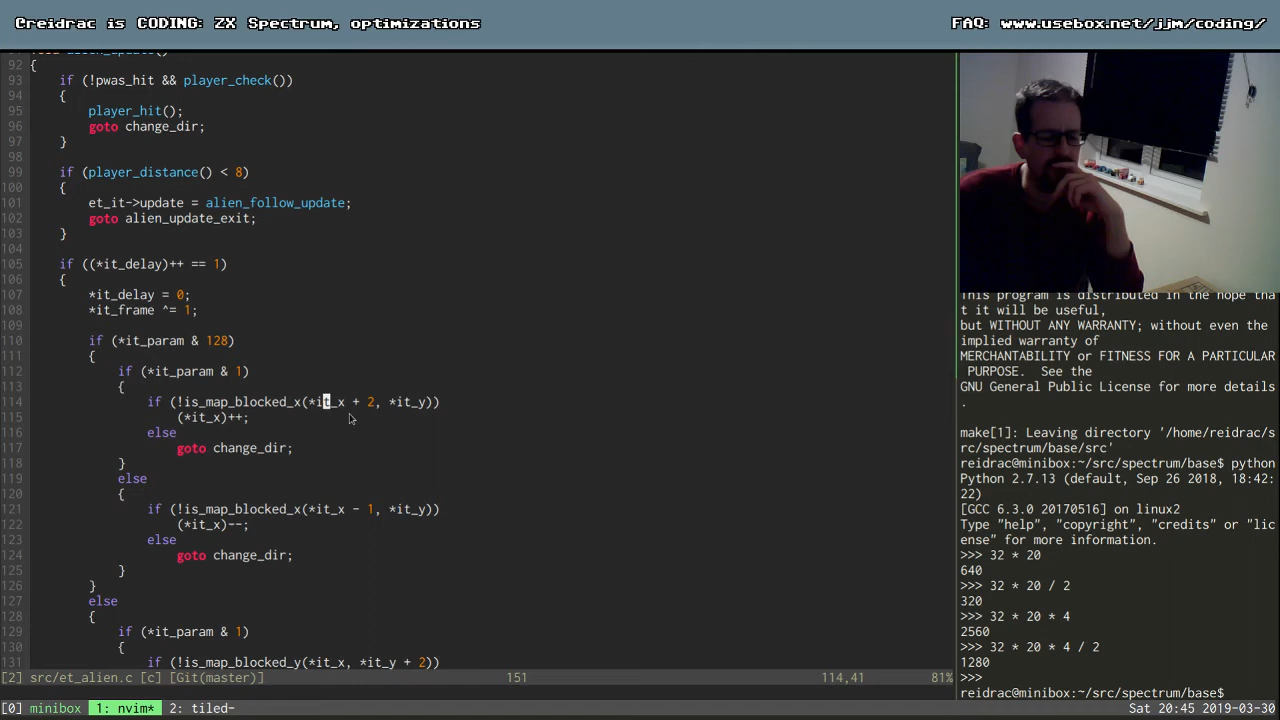 Creidrac is CODING: ZX Spectrum, optimizations
FAQ: www.usebox.net/jjm/coding/
92 {
93 if (!pwas_hit && player_check())
94 {
95 player_hit();
96 goto change_dir;
97 }
98
99 if (player_distance() < 8)
100 {
101 et_it->update = alien_follow_update;
102 goto alien_update_exit;
103 }
104
105 if ((*it_delay)++ == 1)
106 {
107 *it_delay = 0;
108 *it_frame ^= 1;
109
110 if (*it_param & 128)
111 {
112 if (*it_param & 1)
113 {
114 if (!is_map_blocked_x(*it_x + 2, *it_y))
115 (*it_x)++;
116 else
117 goto change_dir;
118 }
119 else
120 {
121 if (!is_map_blocked_x(*it_x - 1, *it_y))
122 (*it_x)--;
123 else
124 goto change_dir;
125 }
126 }
127 else
128 {
129 if (*it_param & 1)
130 {
131 if (!is_map_blocked_y(*it_x, *it_y + 2))
[2] src/et_alien.c [c] [Git(master)] 151 114,41 81%
This program is distributed in the hope tha
t it will be useful,
but WITHOUT ANY WARRANTY; without even the
implied warranty of
MERCHANTABILITY or FITNESS FOR A PARTICULAR
PURPOSE.  See the
GNU General Public License for more details
.
make[1]: Leaving directory '/home/reidrac/s
rc/spectrum/base/src'
reidrac@minibox:~/src/spectrum/base$ python
Python 2.7.13 (default, Sep 26 2018, 18:42:
22)
[GCC 6.3.0 20170516] on linux2
Type "help", "copyright", "credits" or "lic
ense" for more information.
>>> 32 * 20
640
>>> 32 * 20 / 2
320
>>> 32 * 20 * 4
2560
>>> 32 * 20 * 4 / 2
1280
>>>
reidrac@minibox:~/src/spectrum/base$
[0] minibox 1: nvim* 2: tiled-
Sat 20:45 2019-03-30